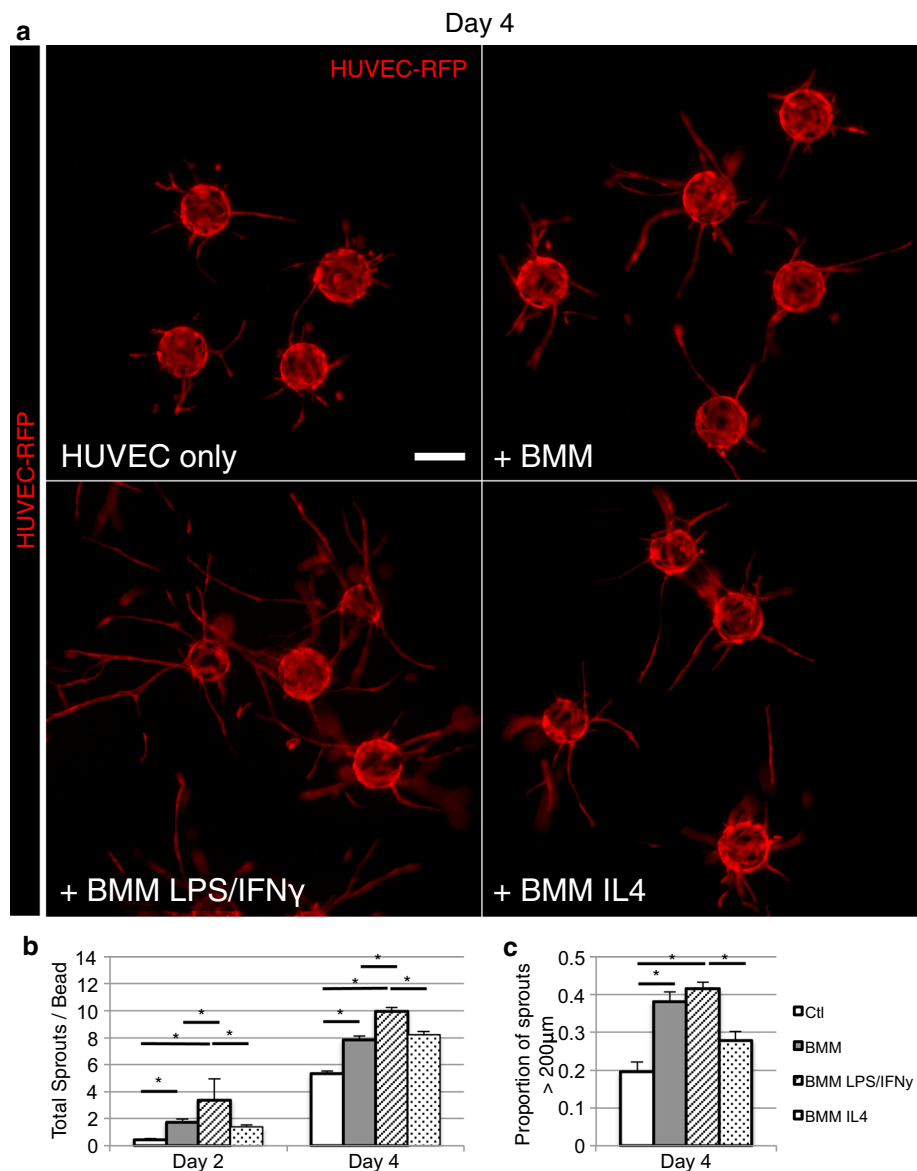 a
Day 4
HUVEC-RFP
HUVEC-RFP
HUVEC only
+ BMM
+ BMM LPS/IFNγ
+ BMM IL4
b
Total Sprouts / Bead
14
12
10
8
6
4
2
0
* * * *
* * * *
Day 2
Day 4
c
Proportion of sprouts
> 200µm
0.5
0.4
0.3
0.2
0.1
0
* * *
Day 4
Ctl
BMM
BMM LPS/IFNγ
BMM IL4